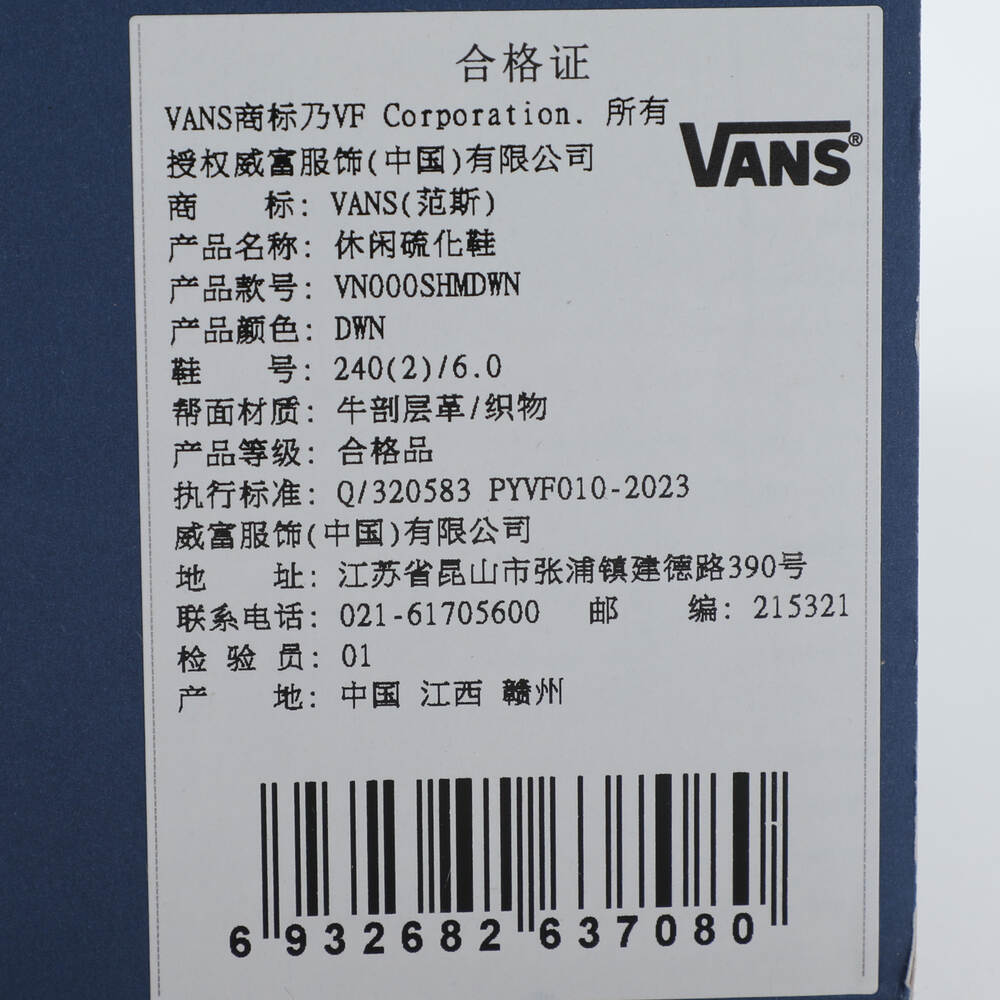 合格证
VANS商标乃VF Corporation. 所有
授权威富服饰(中国)有限公司
VANS®
商 标: VANS(范斯)
产品名称: 休闲硫化鞋
产品款号: VN000SHMDWN
产品颜色: DWN
鞋 号: 240(2)/6.0
帮面材质: 牛剖层革/织物
产品等级: 合格品
执行标准: Q/320583 PYVF010-2023
威富服饰(中国)有限公司
地 址: 江苏省昆山市张浦镇建德路390号
联系电话: 021-61705600 邮 编: 215321
检 验 员: 01
产 地: 中国 江西 赣州
6 932682 637080